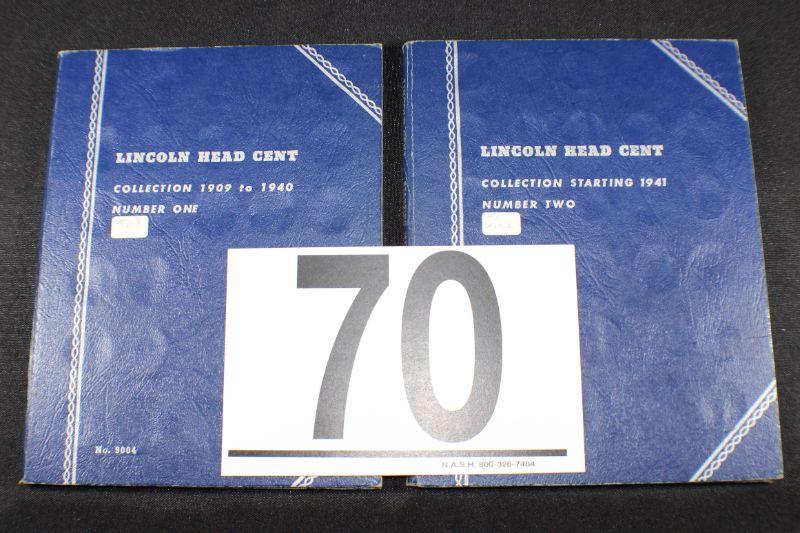 LINCOLN HEAD CENT
COLLECTION 1909 to 1940
NUMBER ONE
No. 9004
LINCOLN HEAD CENT
COLLECTION STARTING 1941
NUMBER TWO
70
N.A.S.H. 800-326-7484